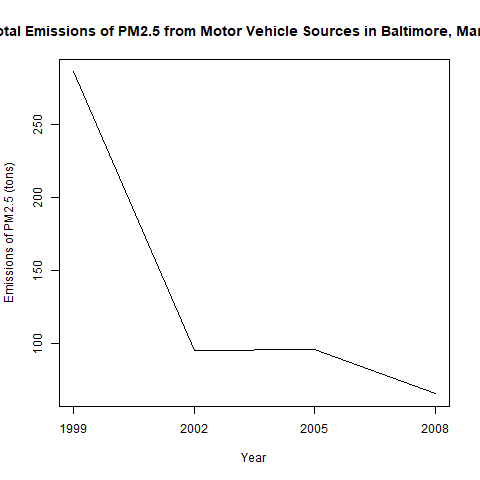 otal Emissions of PM2.5 from Motor Vehicle Sources in Baltimore, Mar
Emissions of PM2.5 (tons)
250
200
150
100
1999 2002 2005 2008
Year